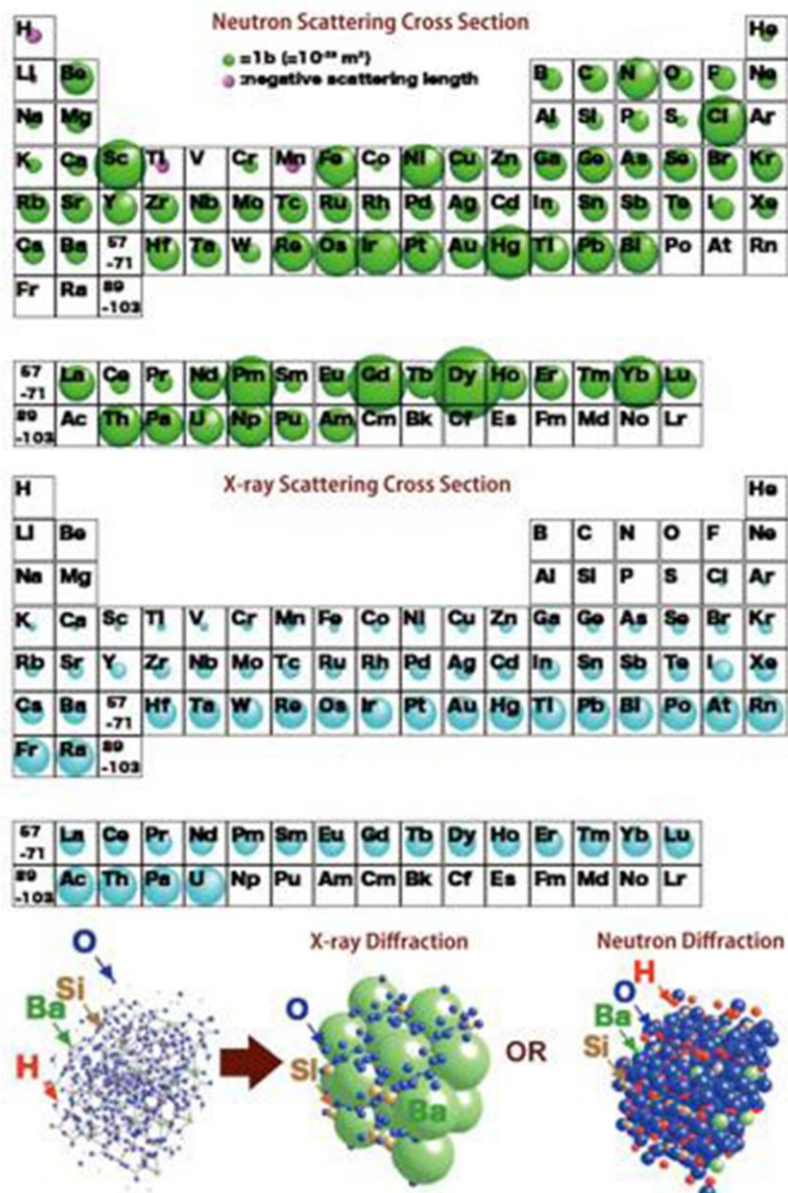 Neutron Scattering Cross Section
=1b (=10⁻²⁸ m²)
:negative scattering length
H He
Li Be B C N O F Ne
Na Mg Al Si P S Cl Ar
K Ca Sc Ti V Cr Mn Fe Co Ni Cu Zn Ga Ge As Se Br Kr
Rb Sr Y Zr Nb Mo Tc Ru Rh Pd Ag Cd In Sn Sb Te I Xe
Cs Ba 57 -71 Hf Ta W Re Os Ir Pt Au Hg Tl Pb Bi Po At Rn
Fr Ra 89 -103
57 -71 La Ce Pr Nd Pm Sm Eu Gd Tb Dy Ho Er Tm Yb Lu
89 -103 Ac Th Pa U Np Pu Am Cm Bk Cf Es Fm Md No Lr
X-ray Scattering Cross Section
H He
Li Be B C N O F Ne
Na Mg Al Si P S Cl Ar
K Ca Sc Ti V Cr Mn Fe Co Ni Cu Zn Ga Ge As Se Br Kr
Rb Sr Y Zr Nb Mo Tc Ru Rh Pd Ag Cd In Sn Sb Te I Xe
Cs Ba 57 -71 Hf Ta W Re Os Ir Pt Au Hg Tl Pb Bi Po At Rn
Fr Ra 89 -103
57 -71 La Ce Pr Nd Pm Sm Eu Gd Tb Dy Ho Er Tm Yb Lu
89 -103 Ac Th Pa U Np Pu Am Cm Bk Cf Es Fm Md No Lr
O
Si
Ba
H
X-ray Diffraction
O
Si
Ba
OR
Neutron Diffraction
H
O
Ba
Si